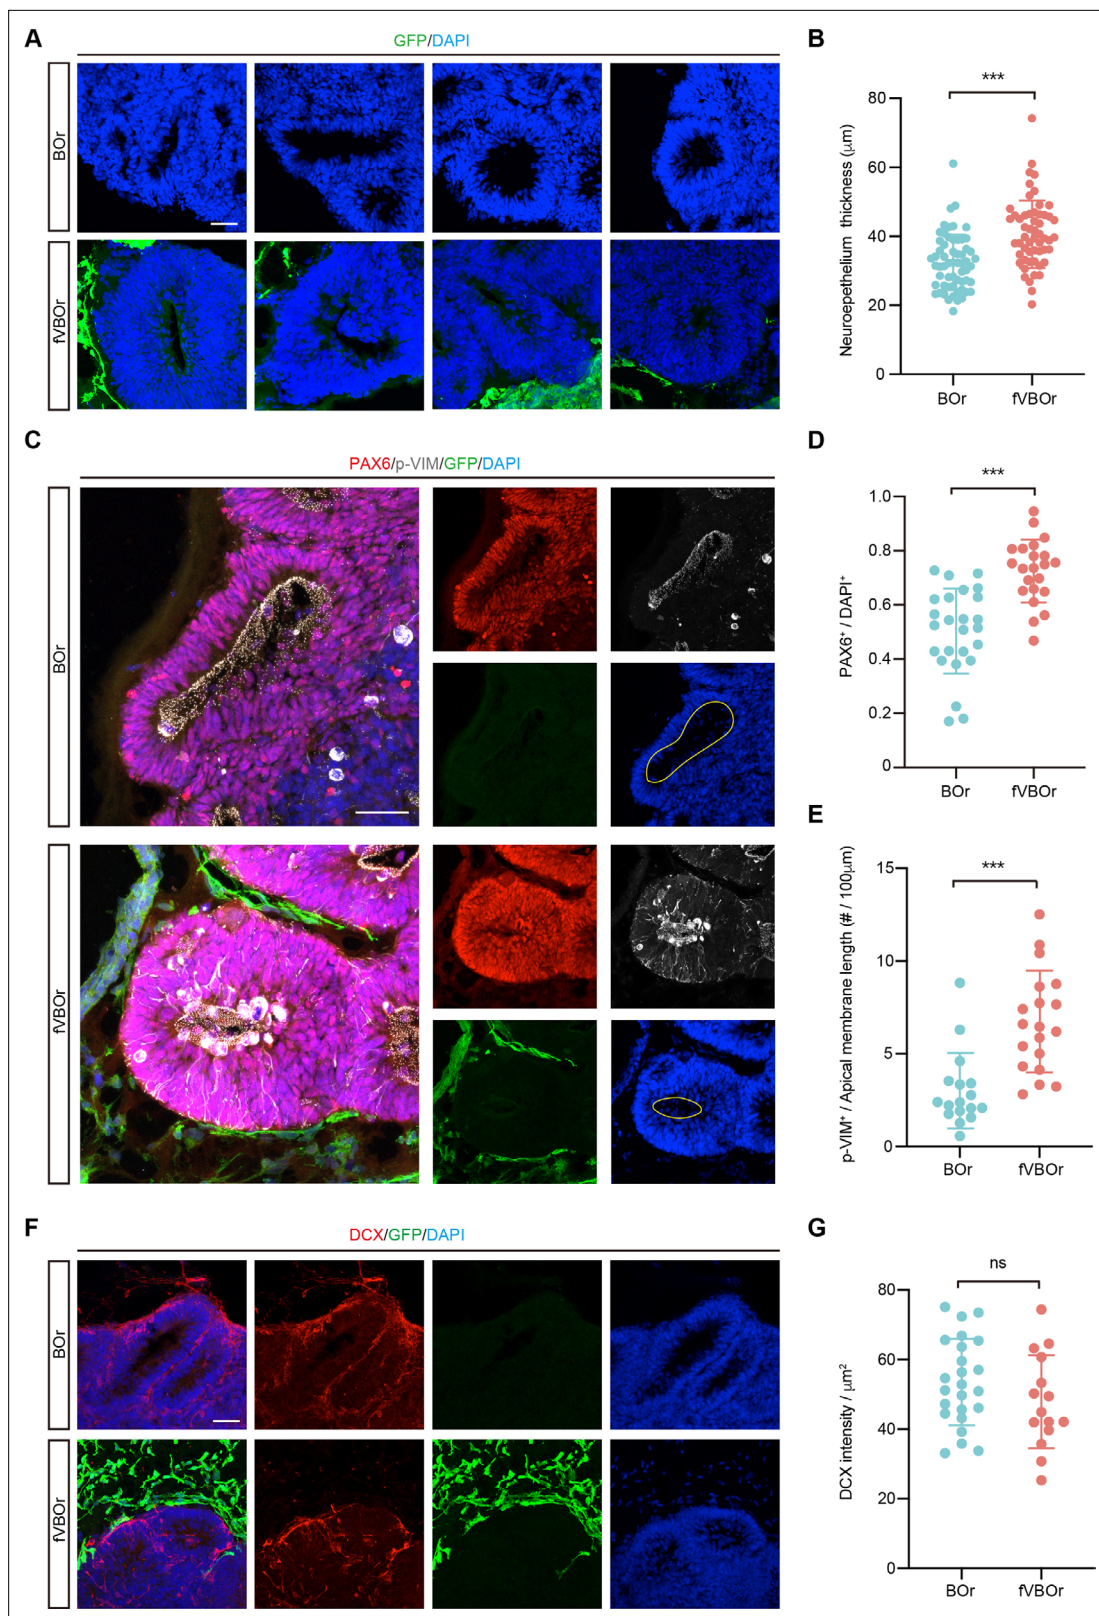 A
GFP/DAPI
BOr
fVBOr
B
***
80
60
40
20
0
Neuroepethelium thickness (μm)
BOr
fVBOr
C
PAX6/p-VIM/GFP/DAPI
BOr
fVBOr
D
***
1.0
0.8
0.6
0.4
0.2
0
PAX6⁺ / DAPI⁺
BOr
fVBOr
E
***
15
10
5
0
p-VIM⁺ / Apical membrane length (# / 100μm)
BOr
fVBOr
F
DCX/GFP/DAPI
BOr
fVBOr
G
ns
80
60
40
20
0
DCX intensity / μm²
BOr
fVBOr